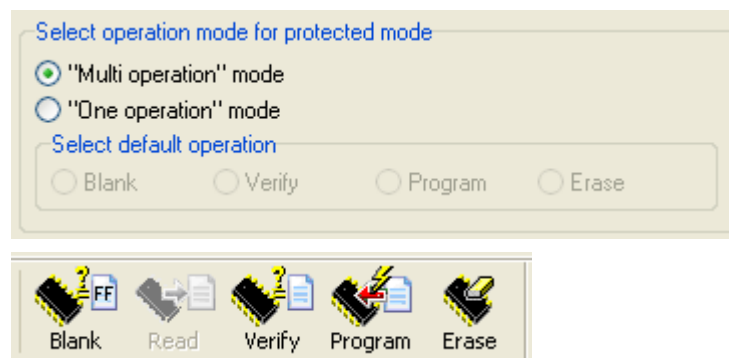 Select operation mode for protected mode
"Multi operation" mode
"One operation" mode
Select default operation
Blank Verify Program Erase
FF
Blank Read Verify Program Erase